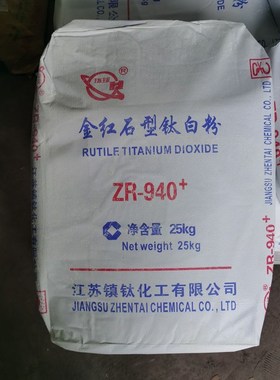 ®
金红石型钛白粉
RUTILE TITANIUM DIOXIDE
ZR-940⁺
净含量 25kg
Net weight 25kg
江苏镇钛化工有限公司
JIANGSU ZHENTAI CHEMICAL CO., LTD
ZR-940⁺
JIANGSU ZHENTAI CHEMICAL CO.,